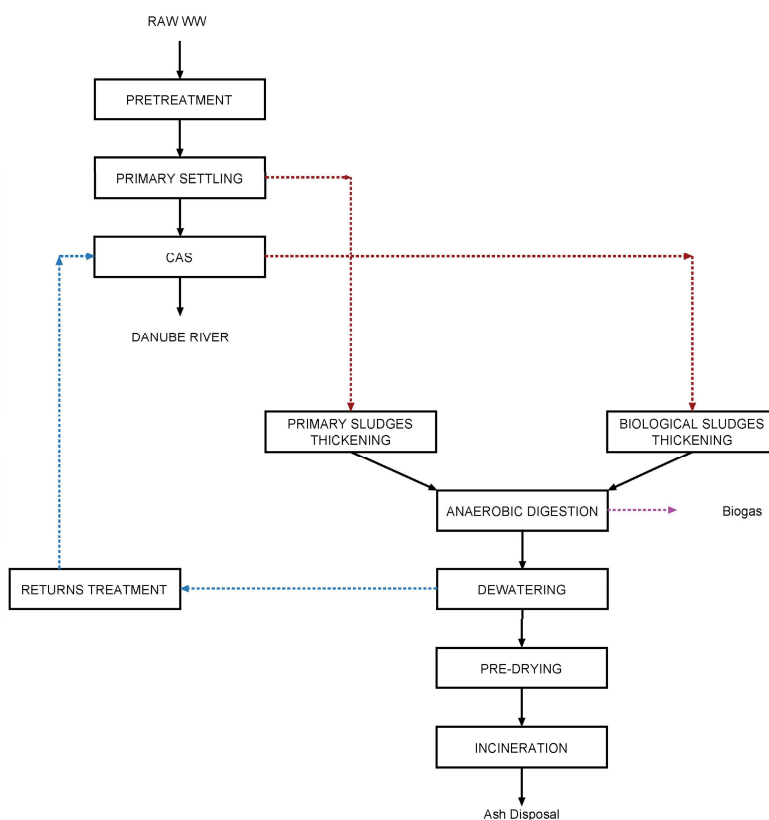 RAW WW
PRETREATMENT
PRIMARY SETTLING
CAS
DANUBE RIVER
PRIMARY SLUDGES
THICKENING
BIOLOGICAL SLUDGES
THICKENING
ANAEROBIC DIGESTION
Biogas
RETURNS TREATMENT
DEWATERING
PRE-DRYING
INCINERATION
Ash Disposal